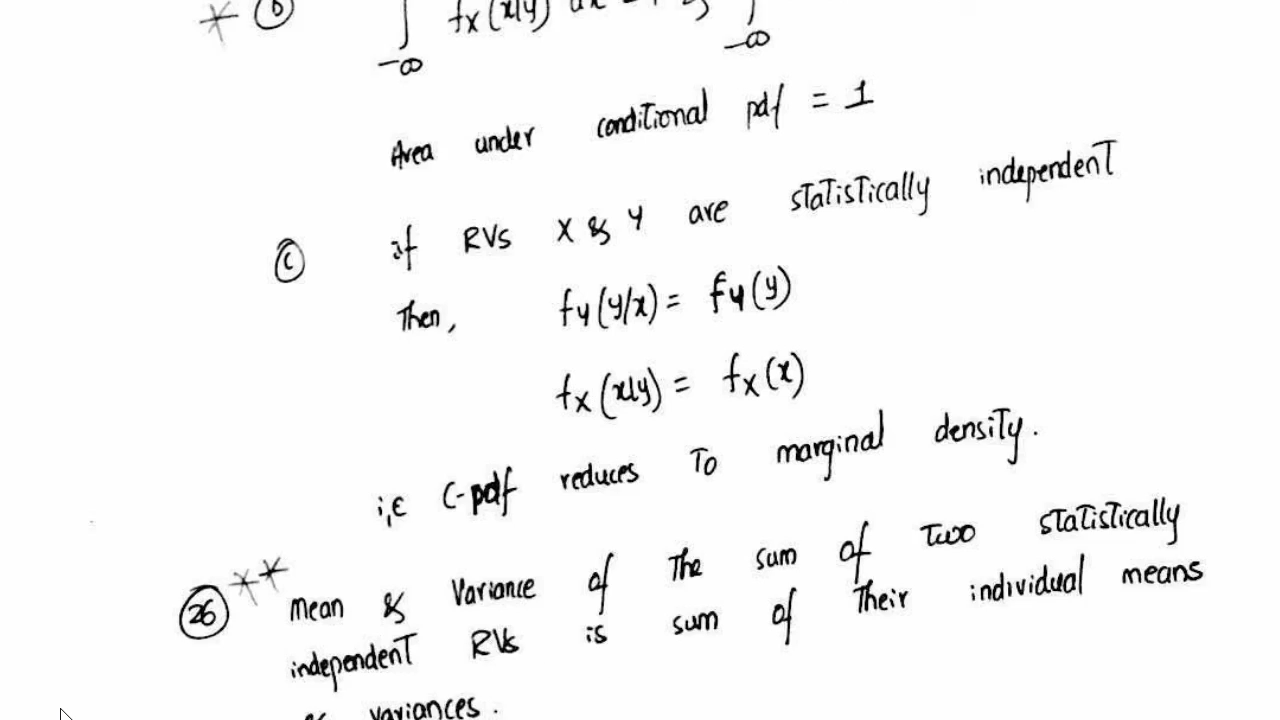 * (b) ∫ fx(x/y) dx = 1 & ∫
-∞ -∞
Area under conditional pdf = 1
(c) if RVs X & Y are statistically independent
Then, fy(y/x) = fy(y)
fx(x/y) = fx(x)
i,e C-pdf reduces To marginal density.
(26) ** Mean & Variance of The sum of Two statistically
independent RVs is sum of Their individual means
& variances.